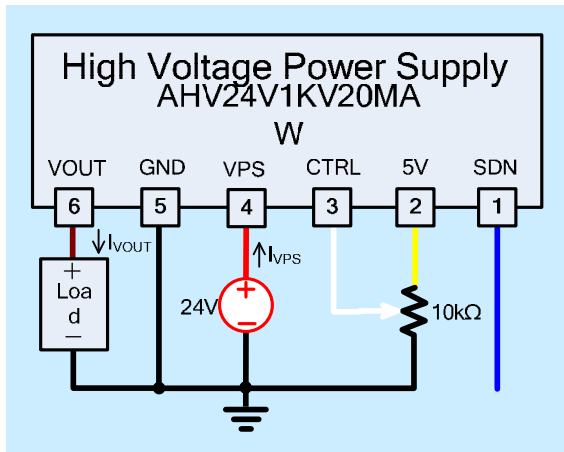 High Voltage Power Supply
AHV24V1KV20MA
W
VOUT GND VPS CTRL 5V SDN
6 5 4 3 2 1
IVOUT
IVPS
+
Loa
d
−
24V
+
−
10kΩ